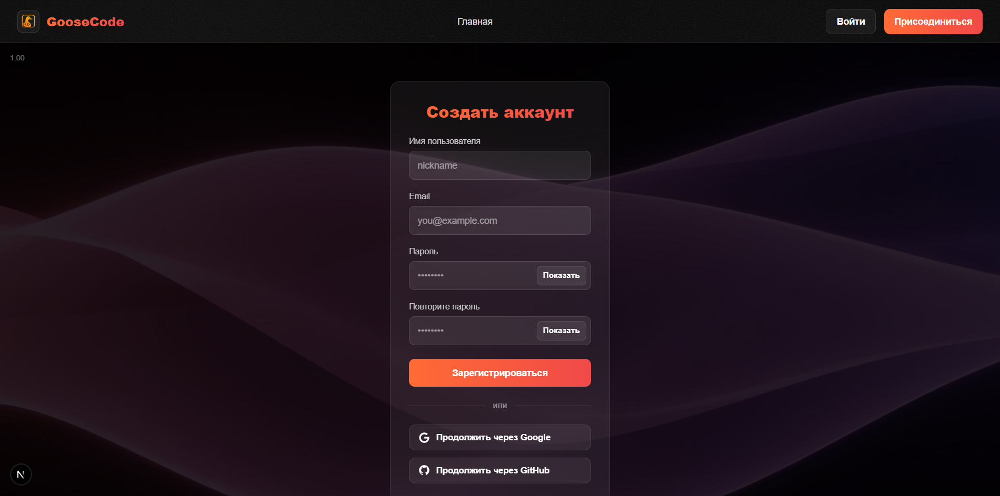 GooseCode
Главная
Войти
Присоединиться
1.00
Создать аккаунт
Имя пользователя
nickname
Email
you@example.com
Пароль
••••••••
Показать
Повторите пароль
••••••••
Показать
Зарегистрироваться
или
Продолжить через Google
Продолжить через GitHub
N